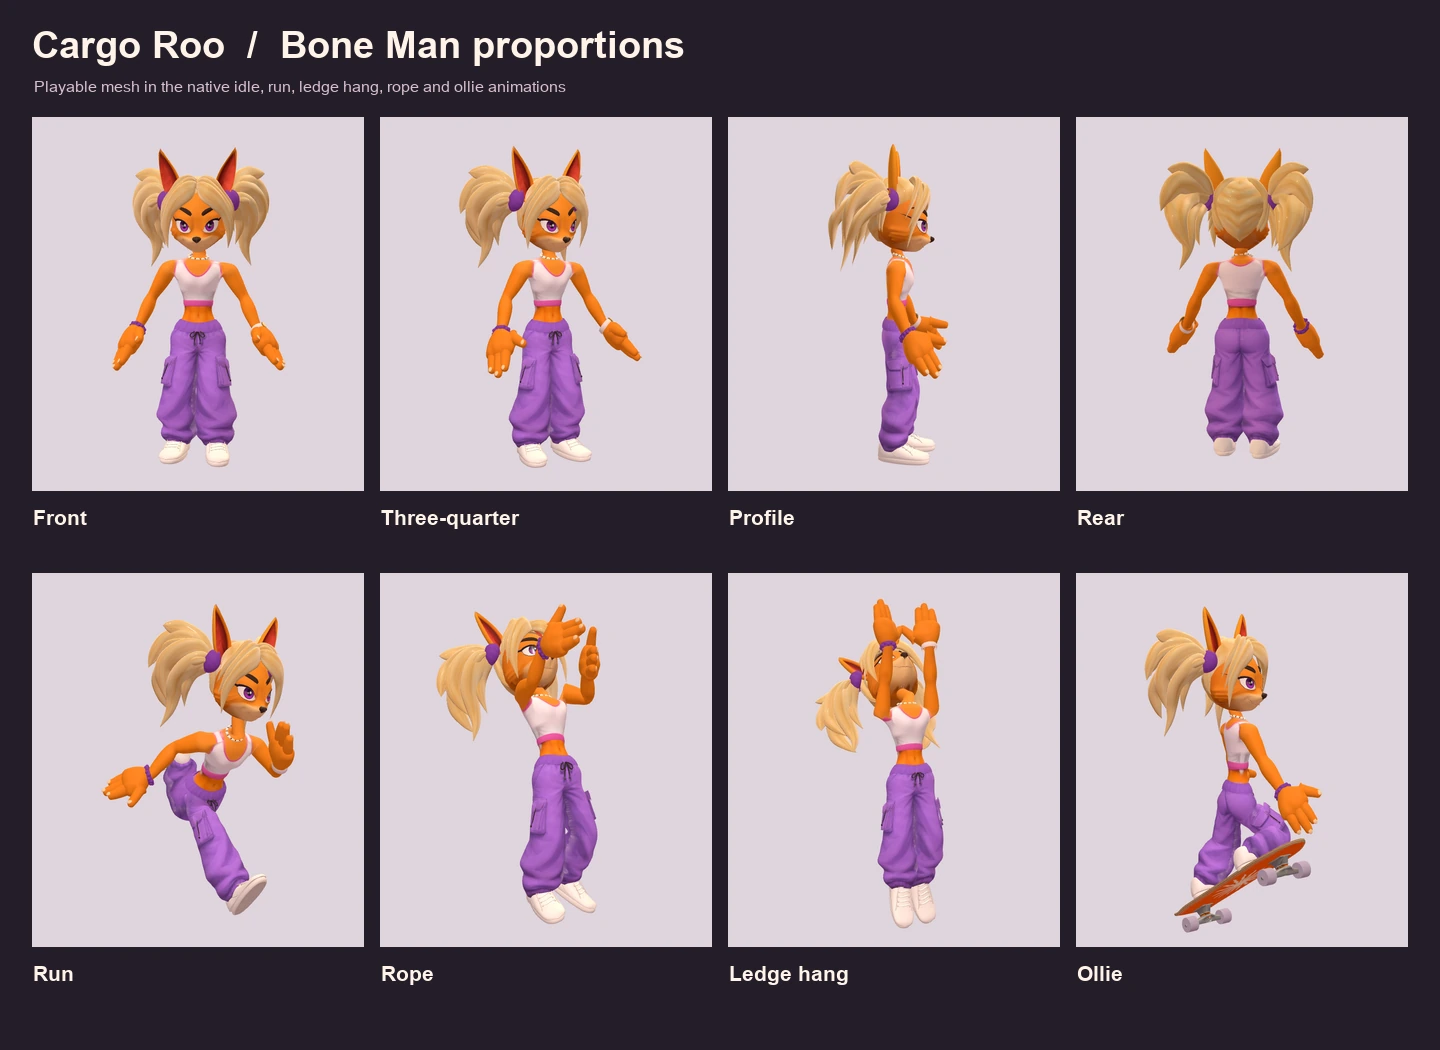 Cargo Roo / Bone Man proportions
Playable mesh in the native idle, run, ledge hang, rope and ollie animations
Front
Three-quarter
Profile
Rear
Run
Rope
Ledge hang
Ollie